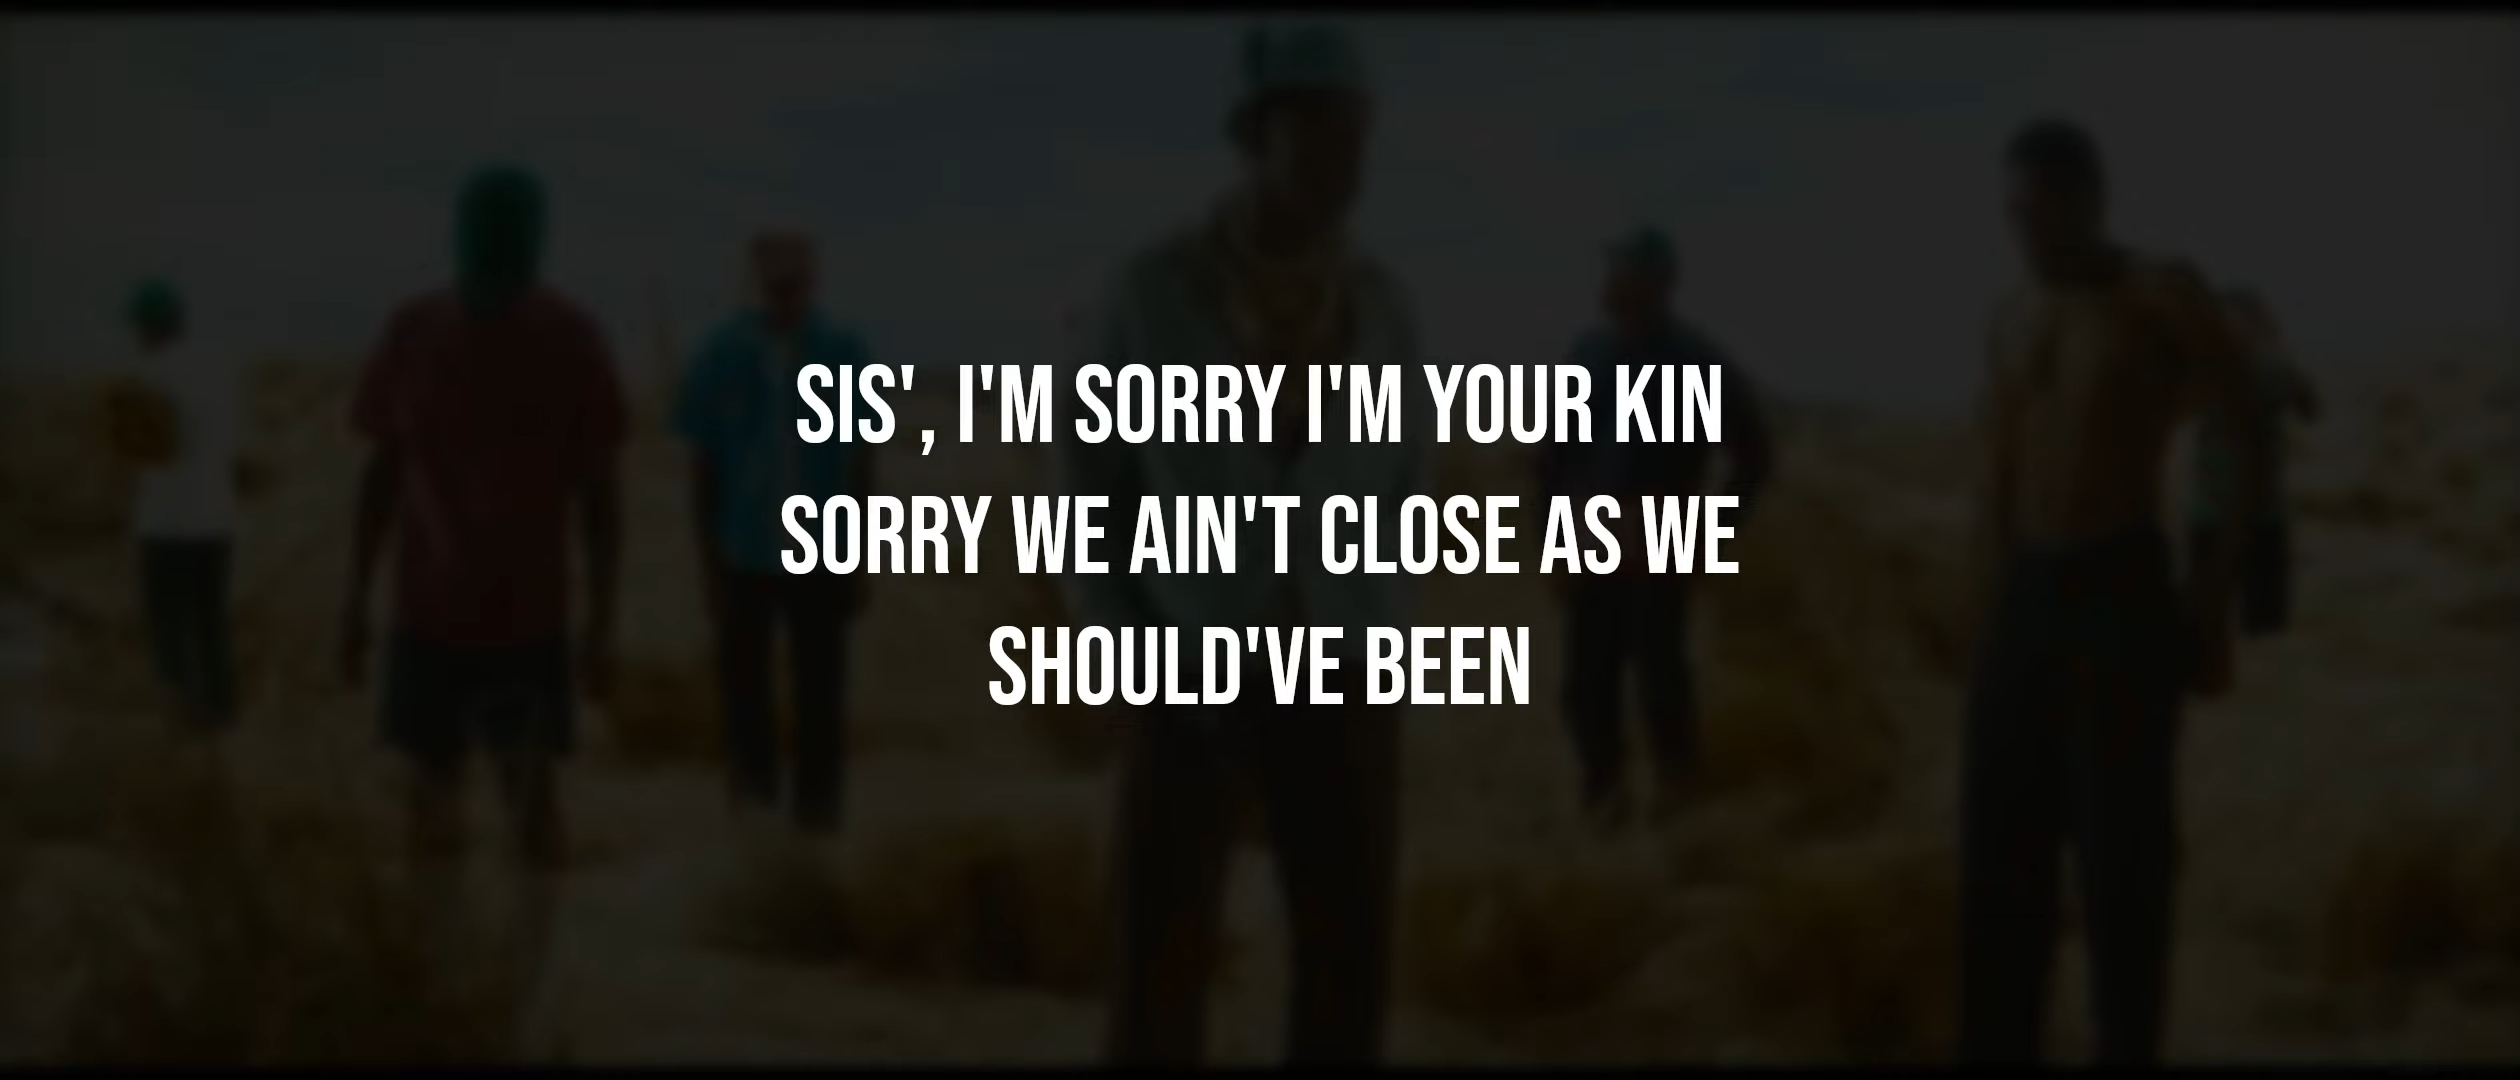 SIS', I'M SORRY I'M YOUR KIN
SORRY WE AIN'T CLOSE AS WE
SHOULD'VE BEEN